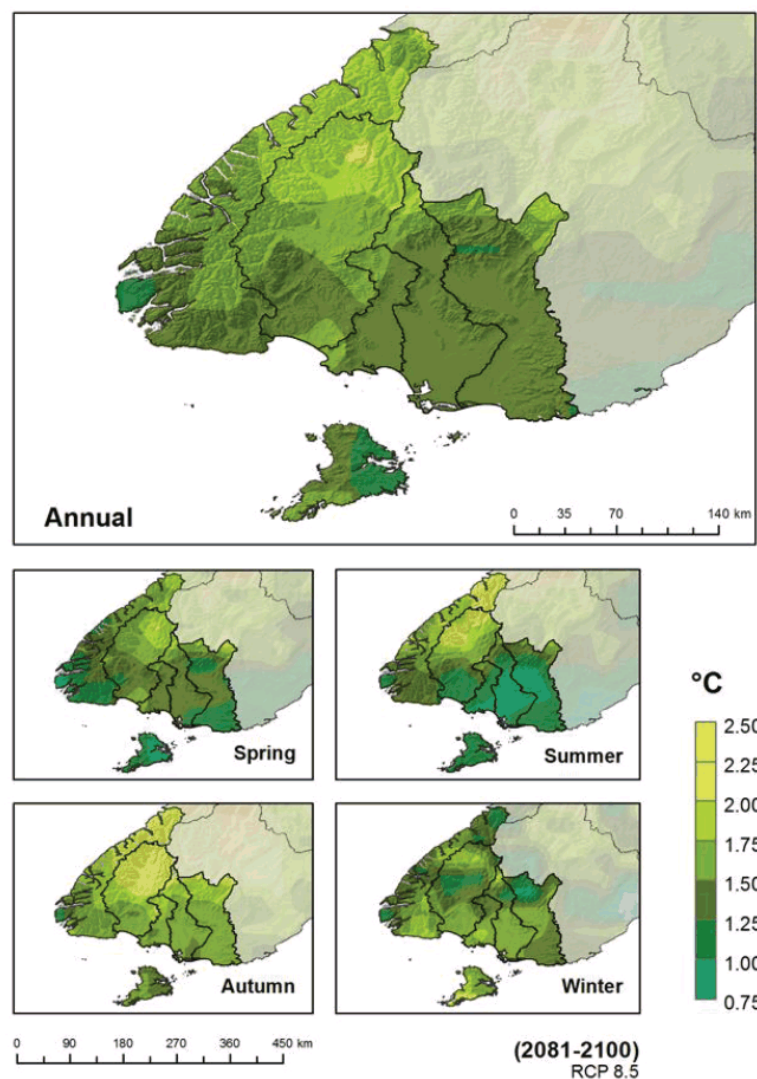 Annual
0 35 70 140 km
Spring
Summer
°C
2.50
2.25
2.00
1.75
1.50
1.25
1.00
0.75
Autumn
Winter
0 90 180 270 360 450 km
(2081-2100)
RCP 8.5